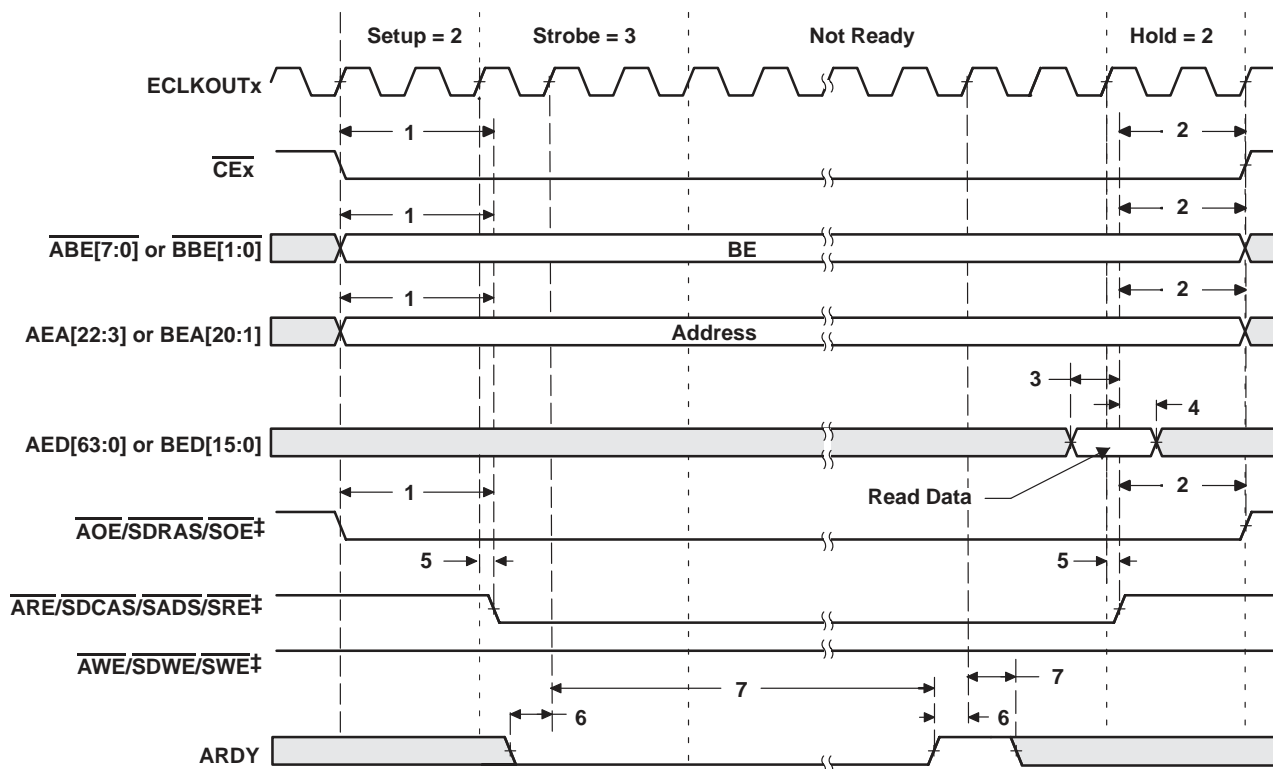 Setup = 2 Strobe = 3 Not Ready Hold = 2
ECLKOUTx
1 2
CEx
1 2
ABE[7:0] or BBE[1:0] BE
1 2
AEA[22:3] or BEA[20:1] Address
3
4
AED[63:0] or BED[15:0]
1 Read Data 2
AOE/SDRAS/SOE‡
5 5
ARE/SDCAS/SADS/SRE‡
AWE/SDWE/SWE‡
7 7
6 6
ARDY